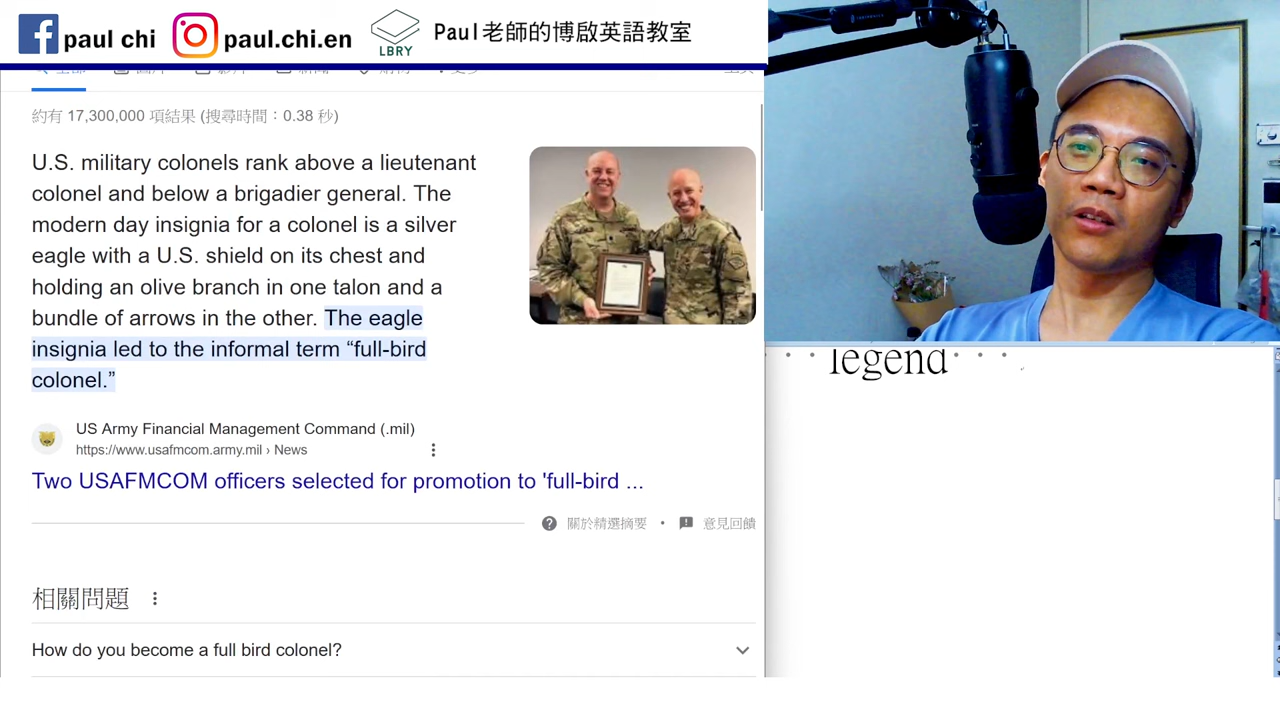 paul chi
paul.chi.en
LBRY
Paul老師的博啟英語教室
約有 17,300,000 項結果 (搜尋時間：0.38 秒)
U.S. military colonels rank above a lieutenant
colonel and below a brigadier general. The
modern day insignia for a colonel is a silver
eagle with a U.S. shield on its chest and
holding an olive branch in one talon and a
bundle of arrows in the other. The eagle
insignia led to the informal term “full-bird
colonel.”
US Army Financial Management Command (.mil)
https://www.usafmcom.army.mil › News
Two USAFMCOM officers selected for promotion to 'full-bird ...
關於精選摘要 • 意見回饋
相關問題
How do you become a full bird colonel?
legend